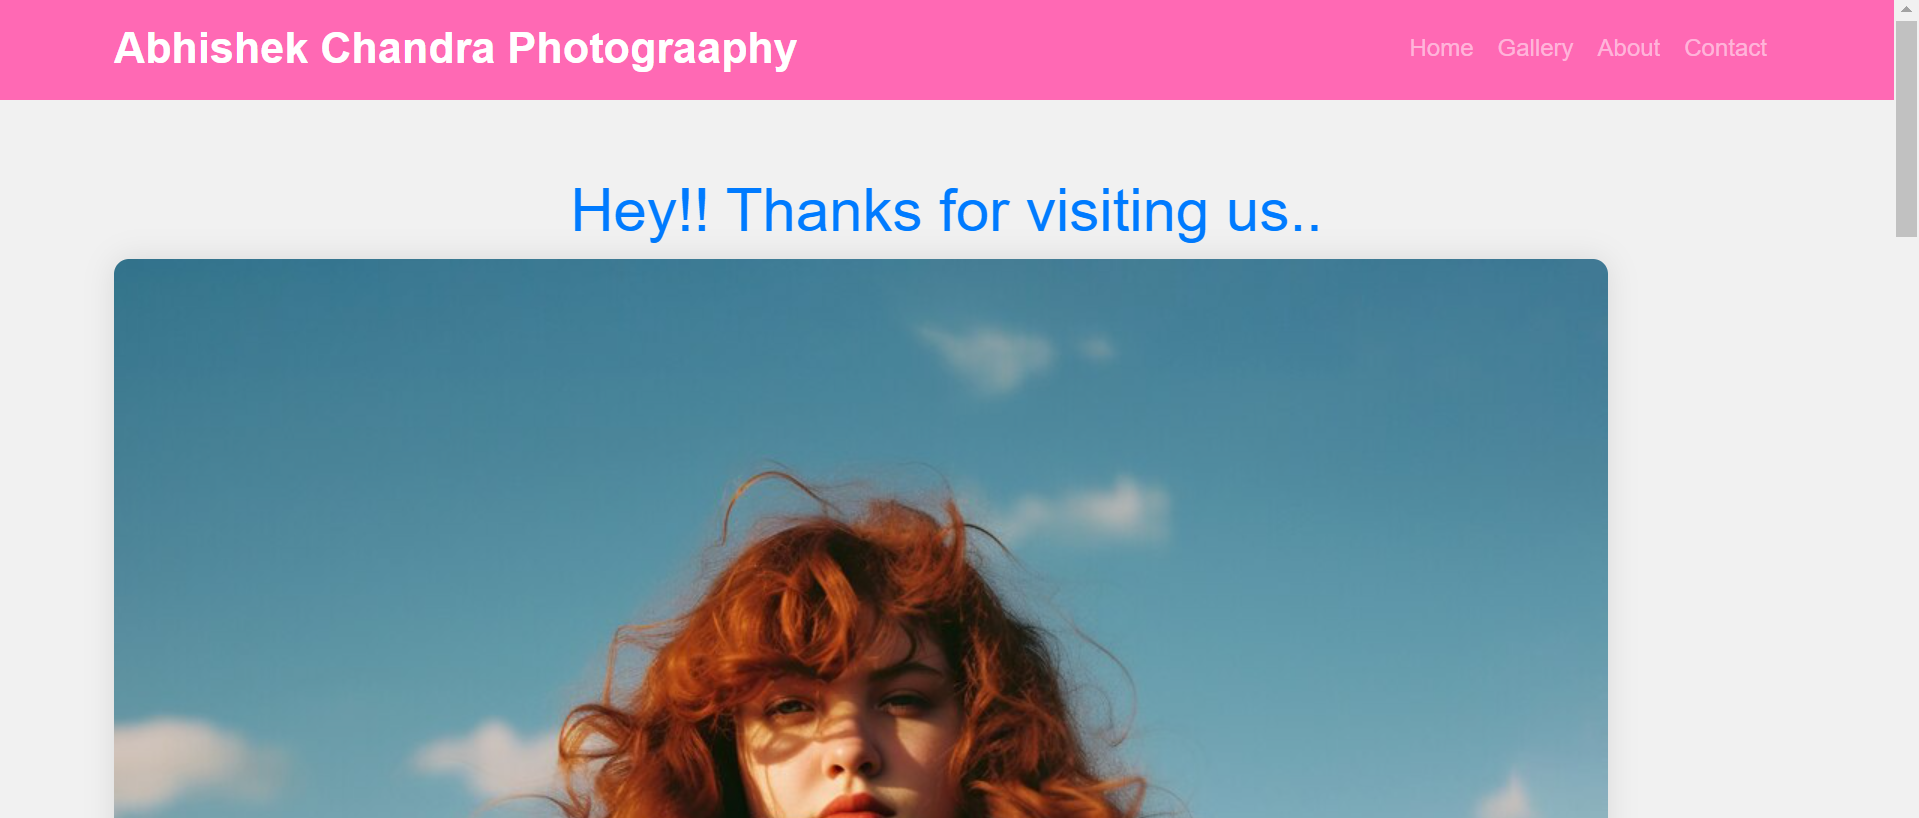 Abhishek Chandra Photograaphy
Home Gallery About Contact
Hey!! Thanks for visiting us..